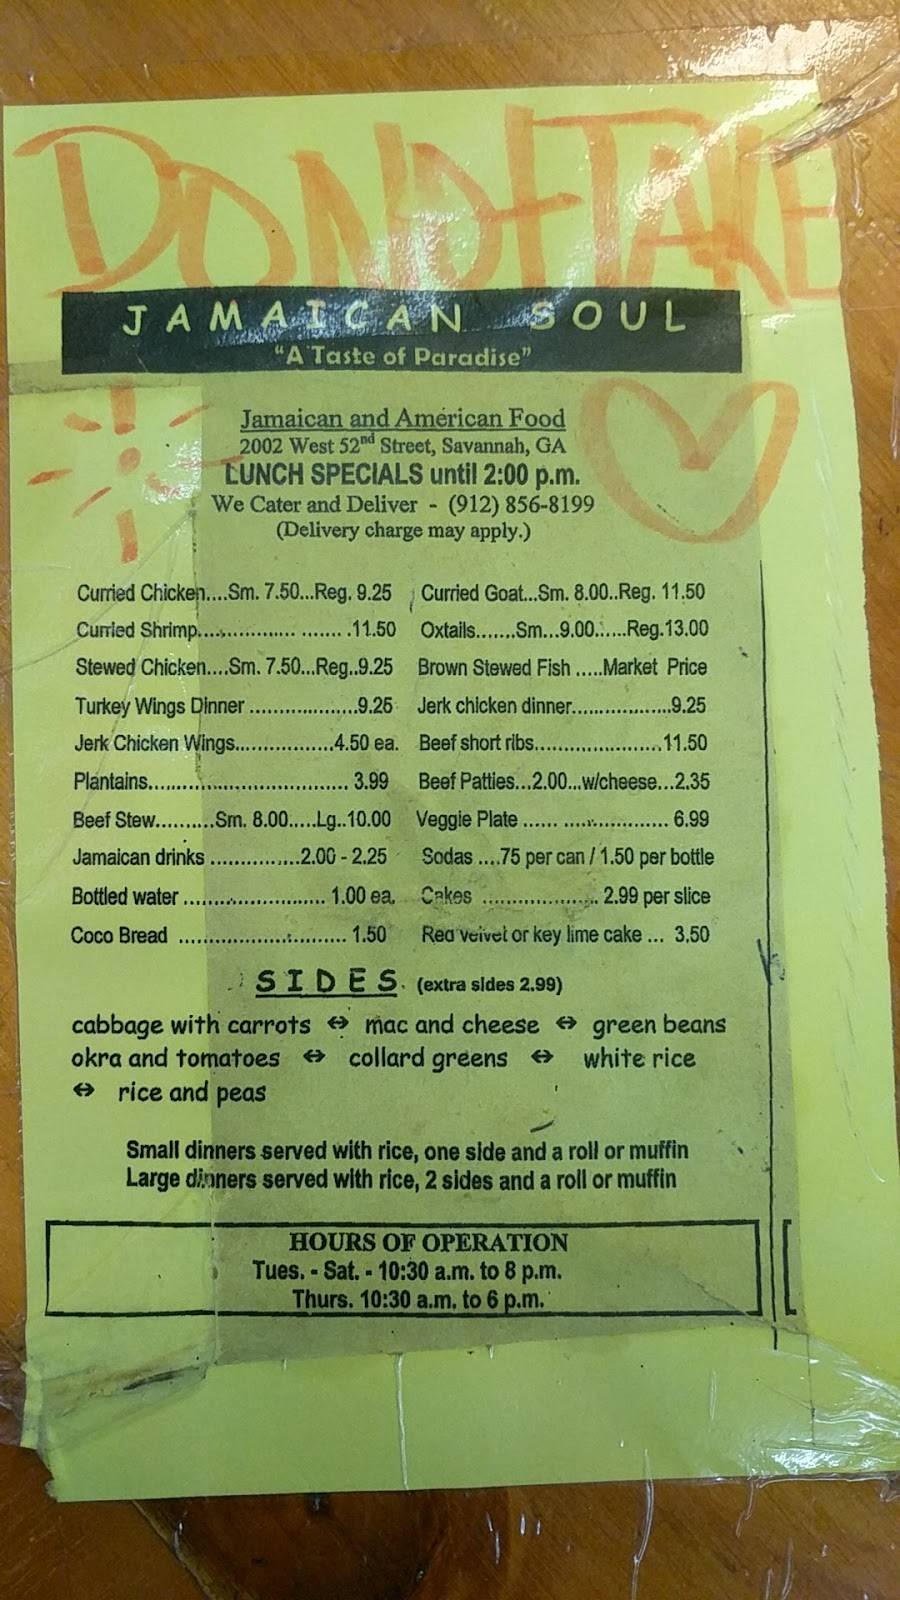 DO NOT TAKE
JAMAICAN SOUL
"A Taste of Paradise"
Jamaican and American Food
2002 West 52nd Street, Savannah, GA
LUNCH SPECIALS until 2:00 p.m.
We Cater and Deliver - (912) 856-8199
(Delivery charge may apply.)
Curried Chicken....Sm. 7.50...Reg. 9.25
Curried Shrimp.................. ....... .11.50
Stewed Chicken....Sm. 7.50...Reg..9.25
Turkey Wings Dinner ...................9.25
Jerk Chicken Wings.................4.50 ea.
Plantains................................... 3.99
Beef Stew..........Sm. 8.00.....Lg..10.00
Jamaican drinks ...............2.00 - 2.25
Bottled water ......................... 1.00 ea.
Coco Bread .............................. 1.50
Curried Goat...Sm. 8.00..Reg. 11.50
Oxtails.......Sm...9.00......Reg.13.00
Brown Stewed Fish .....Market Price
Jerk chicken dinner..................9.25
Beef short ribs.......................11.50
Beef Patties...2.00...w/cheese...2.35
Veggie Plate ...... ................... 6.99
Sodas ....75 per can / 1.50 per bottle
Cakes ..................... 2.99 per slice
Red velvet or key lime cake ... 3.50
SIDES (extra sides 2.99)
cabbage with carrots ⇔ mac and cheese ⇔ green beans
okra and tomatoes ⇔ collard greens ⇔ white rice
⇔ rice and peas
Small dinners served with rice, one side and a roll or muffin
Large dinners served with rice, 2 sides and a roll or muffin
HOURS OF OPERATION
Tues. - Sat. - 10:30 a.m. to 8 p.m.
Thurs. 10:30 a.m. to 6 p.m.